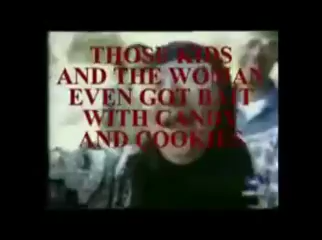 THOSE KIDS
AND THE WOMAN
EVEN GOT BAIT
WITH CANDY
AND COOKIES